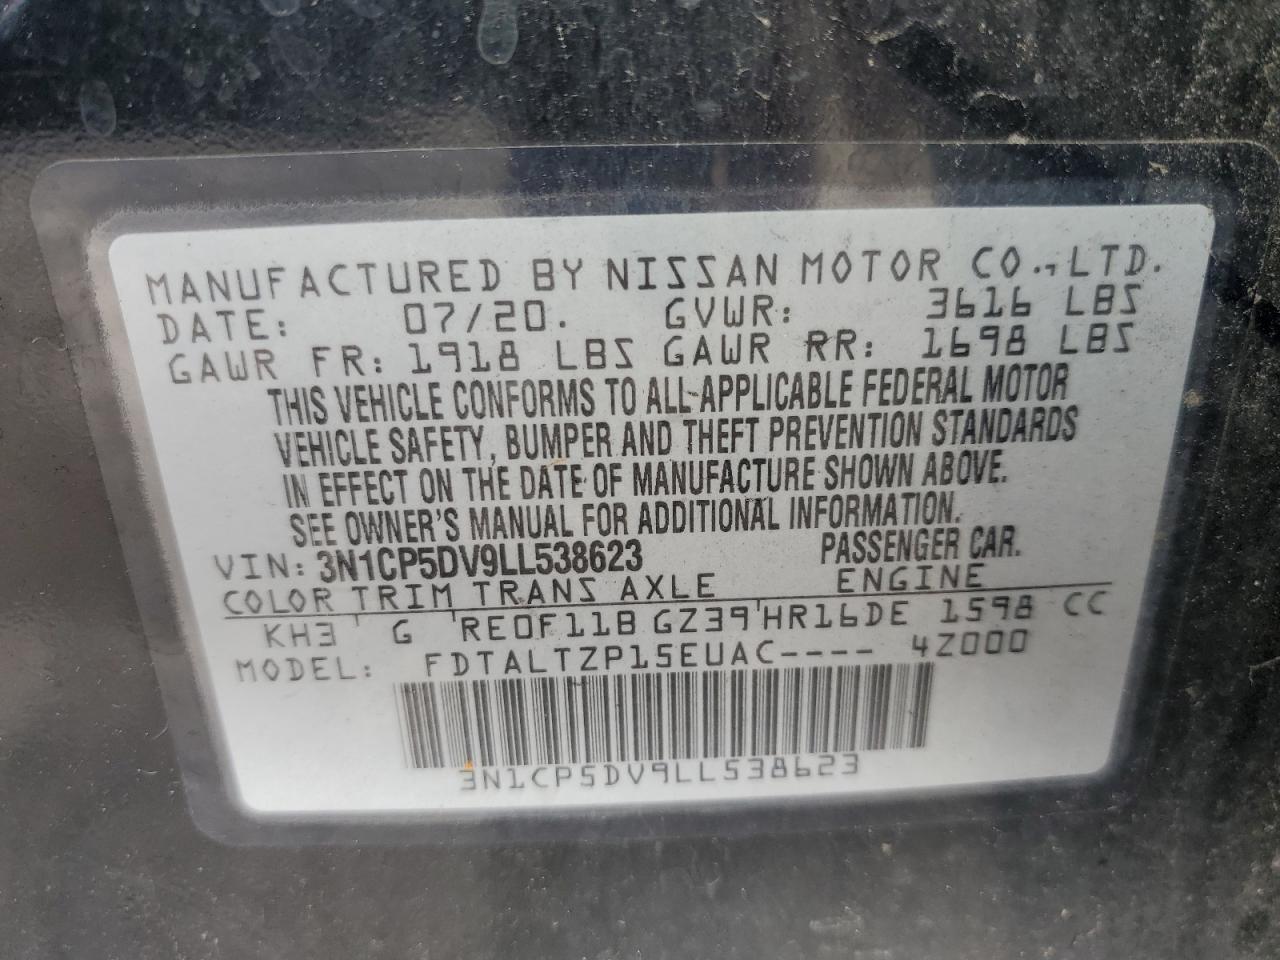 MANUFACTURED BY NISSAN MOTOR CO., LTD.
DATE: 07/20. GVWR: 3616 LBS
GAWR FR: 1918 LBS GAWR RR: 1698 LBS
THIS VEHICLE CONFORMS TO ALL APPLICABLE FEDERAL MOTOR
VEHICLE SAFETY, BUMPER AND THEFT PREVENTION STANDARDS
IN EFFECT ON THE DATE OF MANUFACTURE SHOWN ABOVE.
SEE OWNER'S MANUAL FOR ADDITIONAL INFORMATION.
VIN: 3N1CP5DV9LL538623 PASSENGER CAR.
COLOR TRIM TRANS AXLE ENGINE
KH3 G RE0F11B GZ39 HR16DE 1598 CC
MODEL: FDTALTZP15EUAC---- 4Z000
3N1CP5DV9LL538623